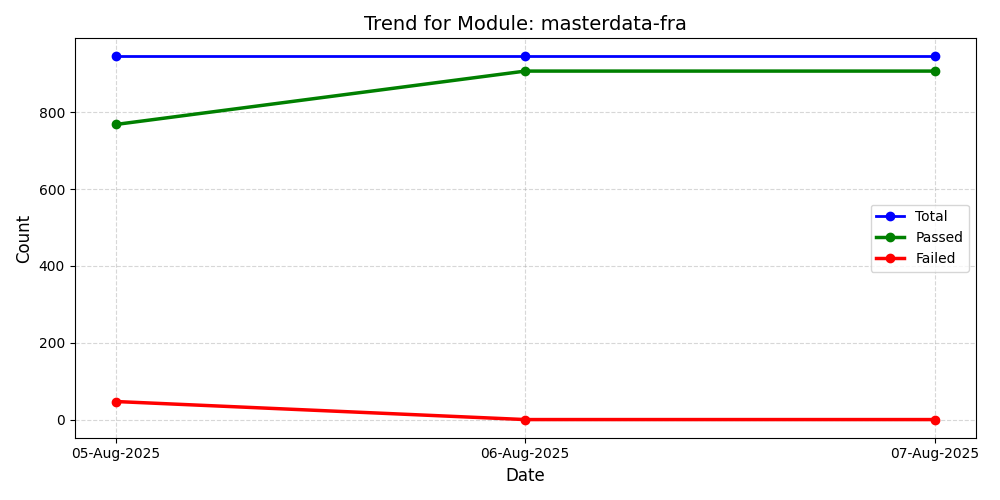 Trend for Module: masterdata-fra
Count
800
600
400
200
0
Total
Passed
Failed
05-Aug-2025
06-Aug-2025
07-Aug-2025
Date